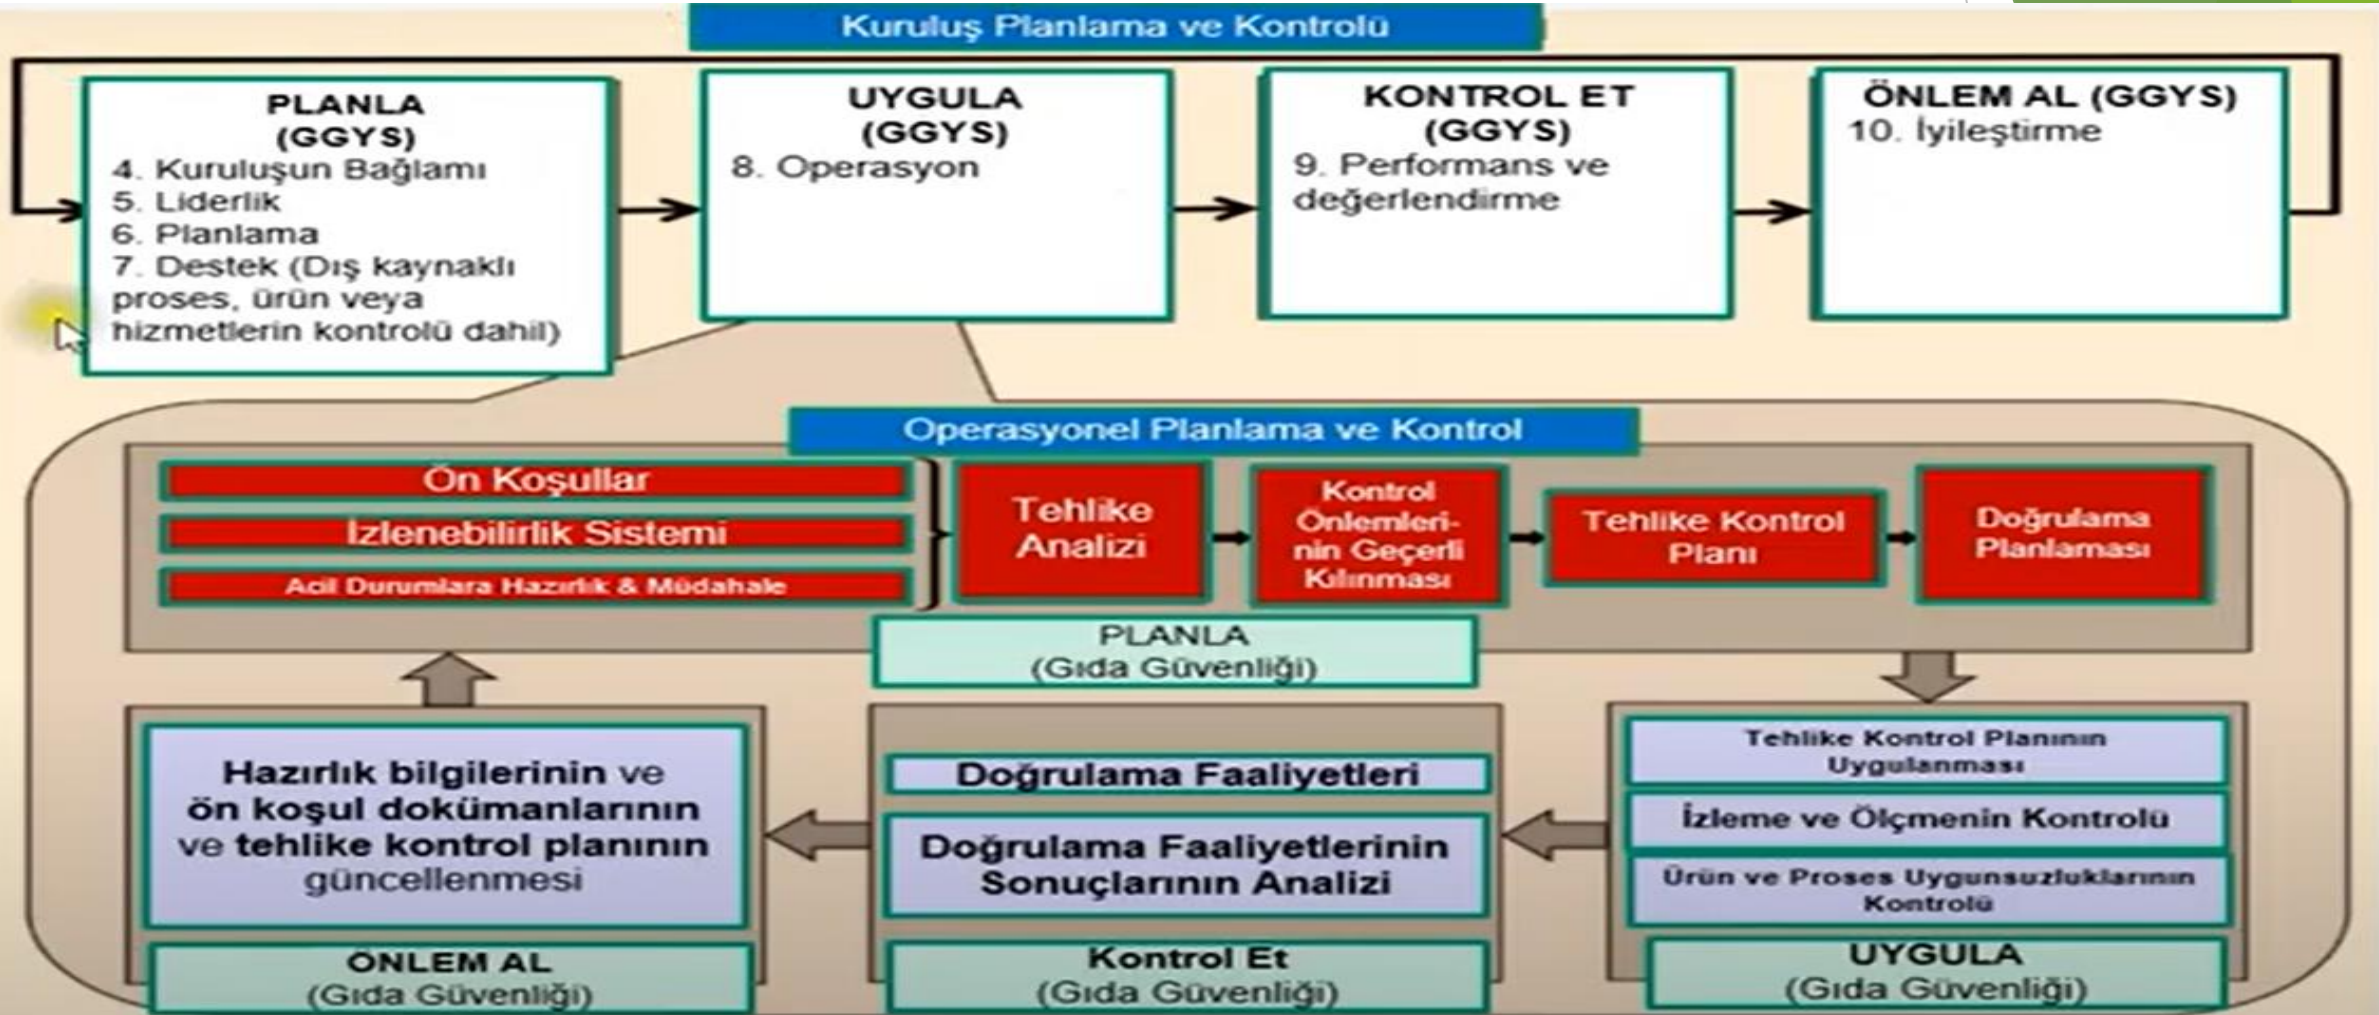 Kuruluş Planlama ve Kontrolü
PLANLA
(GGYS)
4. Kuruluşun Bağlamı
5. Liderlik
6. Planlama
7. Destek (Dış kaynaklı
proses, ürün veya
hizmetlerin kontrolü dahil)
UYGULA
(GGYS)
8. Operasyon
KONTROL ET
(GGYS)
9. Performans ve
değerlendirme
ÖNLEM AL (GGYS)
10. İyileştirme
Operasyonel Planlama ve Kontrol
Ön Koşullar
İzlenebilirlik Sistemi
Acil Durumlara Hazırlık & Müdahale
Tehlike
Analizi
Kontrol
Önlemleri-
nin Geçerli
Kılınması
Tehlike Kontrol
Planı
Doğrulama
Planlaması
PLANLA
(Gıda Güvenliği)
Hazırlık bilgilerinin ve
ön koşul dokümanlarının
ve tehlike kontrol planının
güncellenmesi
ÖNLEM AL
(Gıda Güvenliği)
Doğrulama Faaliyetleri
Doğrulama Faaliyetlerinin
Sonuçlarının Analizi
Kontrol Et
(Gıda Güvenliği)
Tehlike Kontrol Planının
Uygulanması
İzleme ve Ölçmenin Kontrolü
Ürün ve Proses Uygunsuzluklarının
Kontrolü
UYGULA
(Gıda Güvenliği)